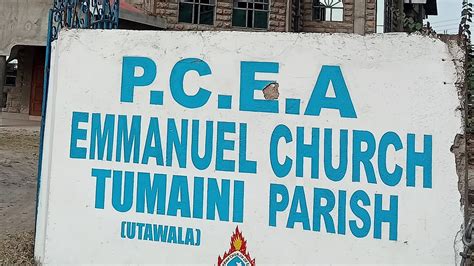 P.C.E.A
EMMANUEL CHURCH
TUMAINI PARISH
(UTAWALA)